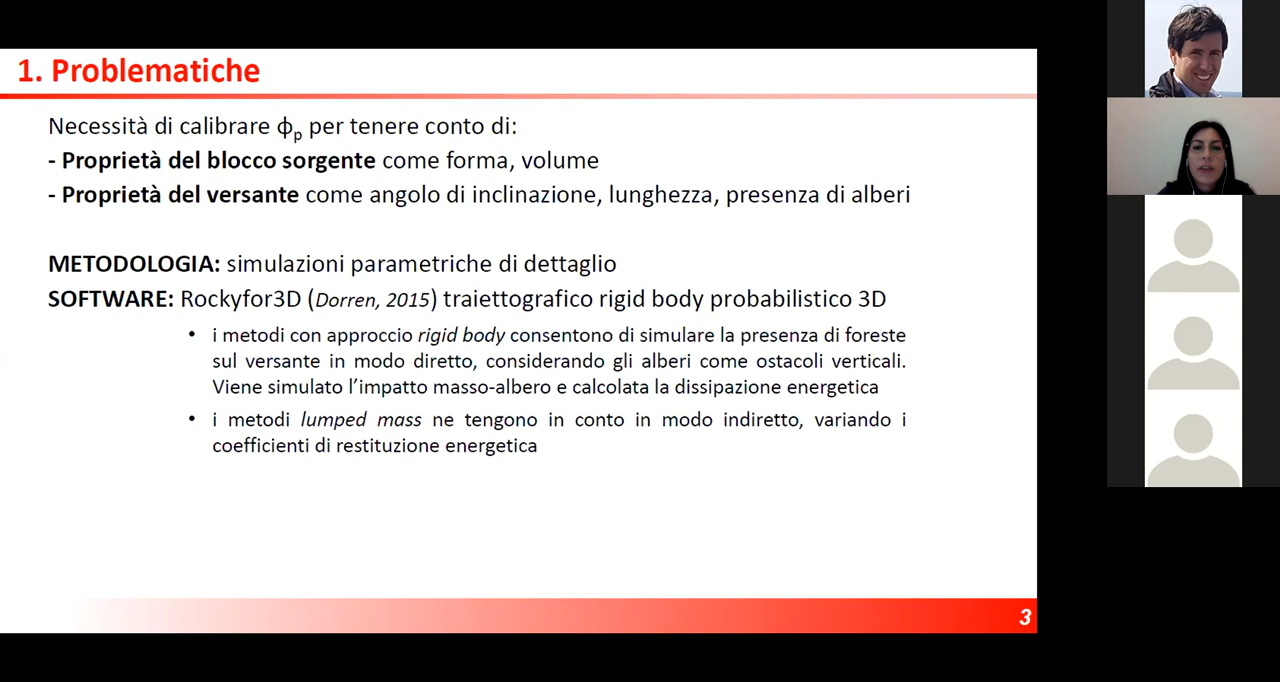 1. Problematiche
Necessità di calibrare ϕp per tenere conto di:
- Proprietà del blocco sorgente come forma, volume
- Proprietà del versante come angolo di inclinazione, lunghezza, presenza di alberi
METODOLOGIA: simulazioni parametriche di dettaglio
SOFTWARE: Rockyfor3D (Dorren, 2015) traiettografico rigid body probabilistico 3D
• i metodi con approccio rigid body consentono di simulare la presenza di foreste
sul versante in modo diretto, considerando gli alberi come ostacoli verticali.
Viene simulato l’impatto masso-albero e calcolata la dissipazione energetica
• i metodi lumped mass ne tengono in conto in modo indiretto, variando i
coefficienti di restituzione energetica
3